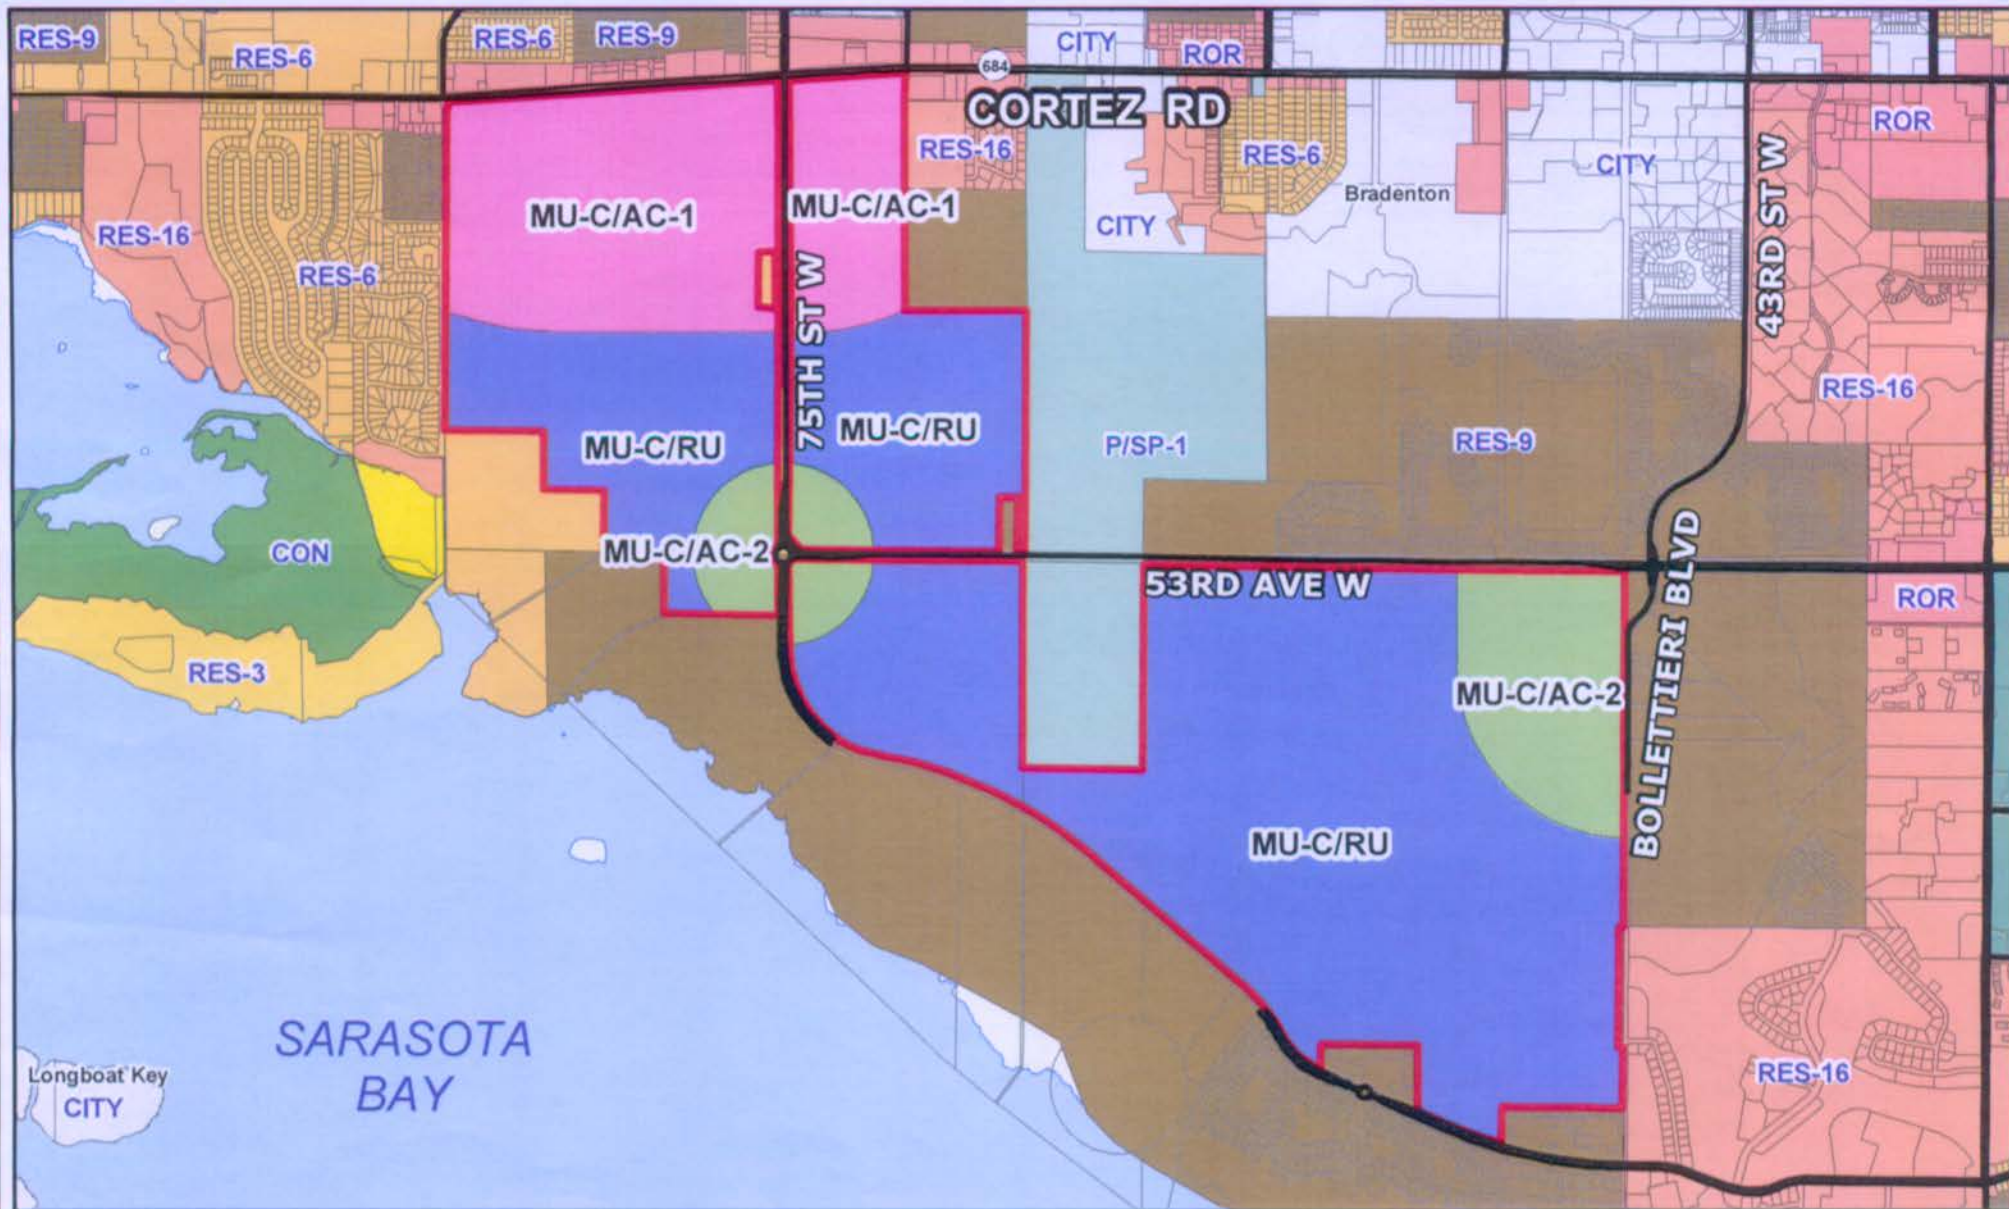 RES-9
RES-6
RES-6
RES-9
CITY
ROR
684
CORTEZ RD
ROR
RES-16
RES-6
CITY
Bradenton
43RD ST W
MU-C/AC-1
MU-C/AC-1
RES-16
CITY
RES-6
75TH ST W
RES-16
MU-C/RU
MU-C/RU
P/SP-1
RES-9
CON
MU-C/AC-2
53RD AVE W
BOLLETTIERI BLVD
ROR
RES-3
MU-C/AC-2
MU-C/RU
SARASOTA
BAY
Longboat Key
CITY
RES-16